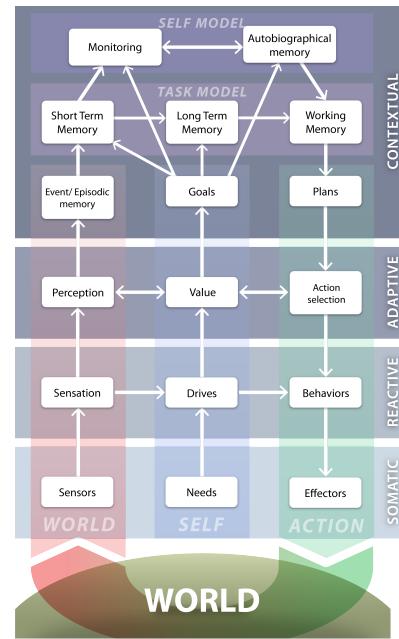 SELF MODEL
Monitoring
Autobiographical
memory
TASK MODEL
Short Term
Memory
Long Term
Memory
Working
Memory
CONTEXTUAL
Event/ Episodic
memory
Goals
Plans
Perception
Value
Action
selection
ADAPTIVE
Sensation
Drives
Behaviors
REACTIVE
Sensors
Needs
Effectors
SOMATIC
WORLD
SELF
ACTION
WORLD